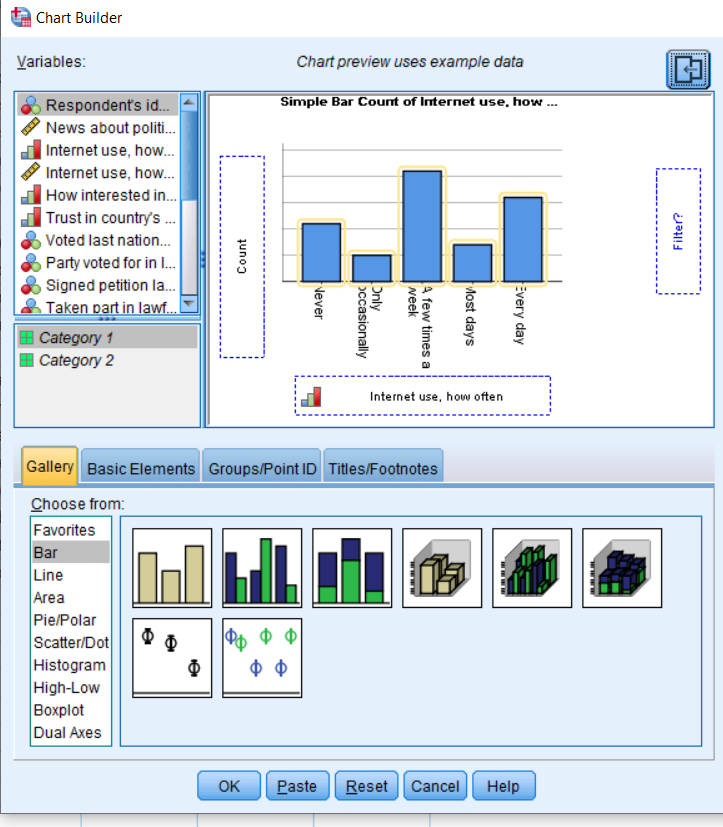 Chart Builder
Variables:
Chart preview uses example data
Respondent's id...
News about politi...
Internet use, how...
Internet use, how...
How interested in...
Trust in country's ...
Voted last nation...
Party voted for in l...
Signed petition la...
Taken part in lawf...
Category 1
Category 2
Simple Bar Count of Internet use, how ...
Count
Never
Only
occasionally
A few times a
week
Most days
Every day
Internet use, how often
Filter?
Gallery
Basic Elements
Groups/Point ID
Titles/Footnotes
Choose from:
Favorites
Bar
Line
Area
Pie/Polar
Scatter/Dot
Histogram
High-Low
Boxplot
Dual Axes
OK
Paste
Reset
Cancel
Help